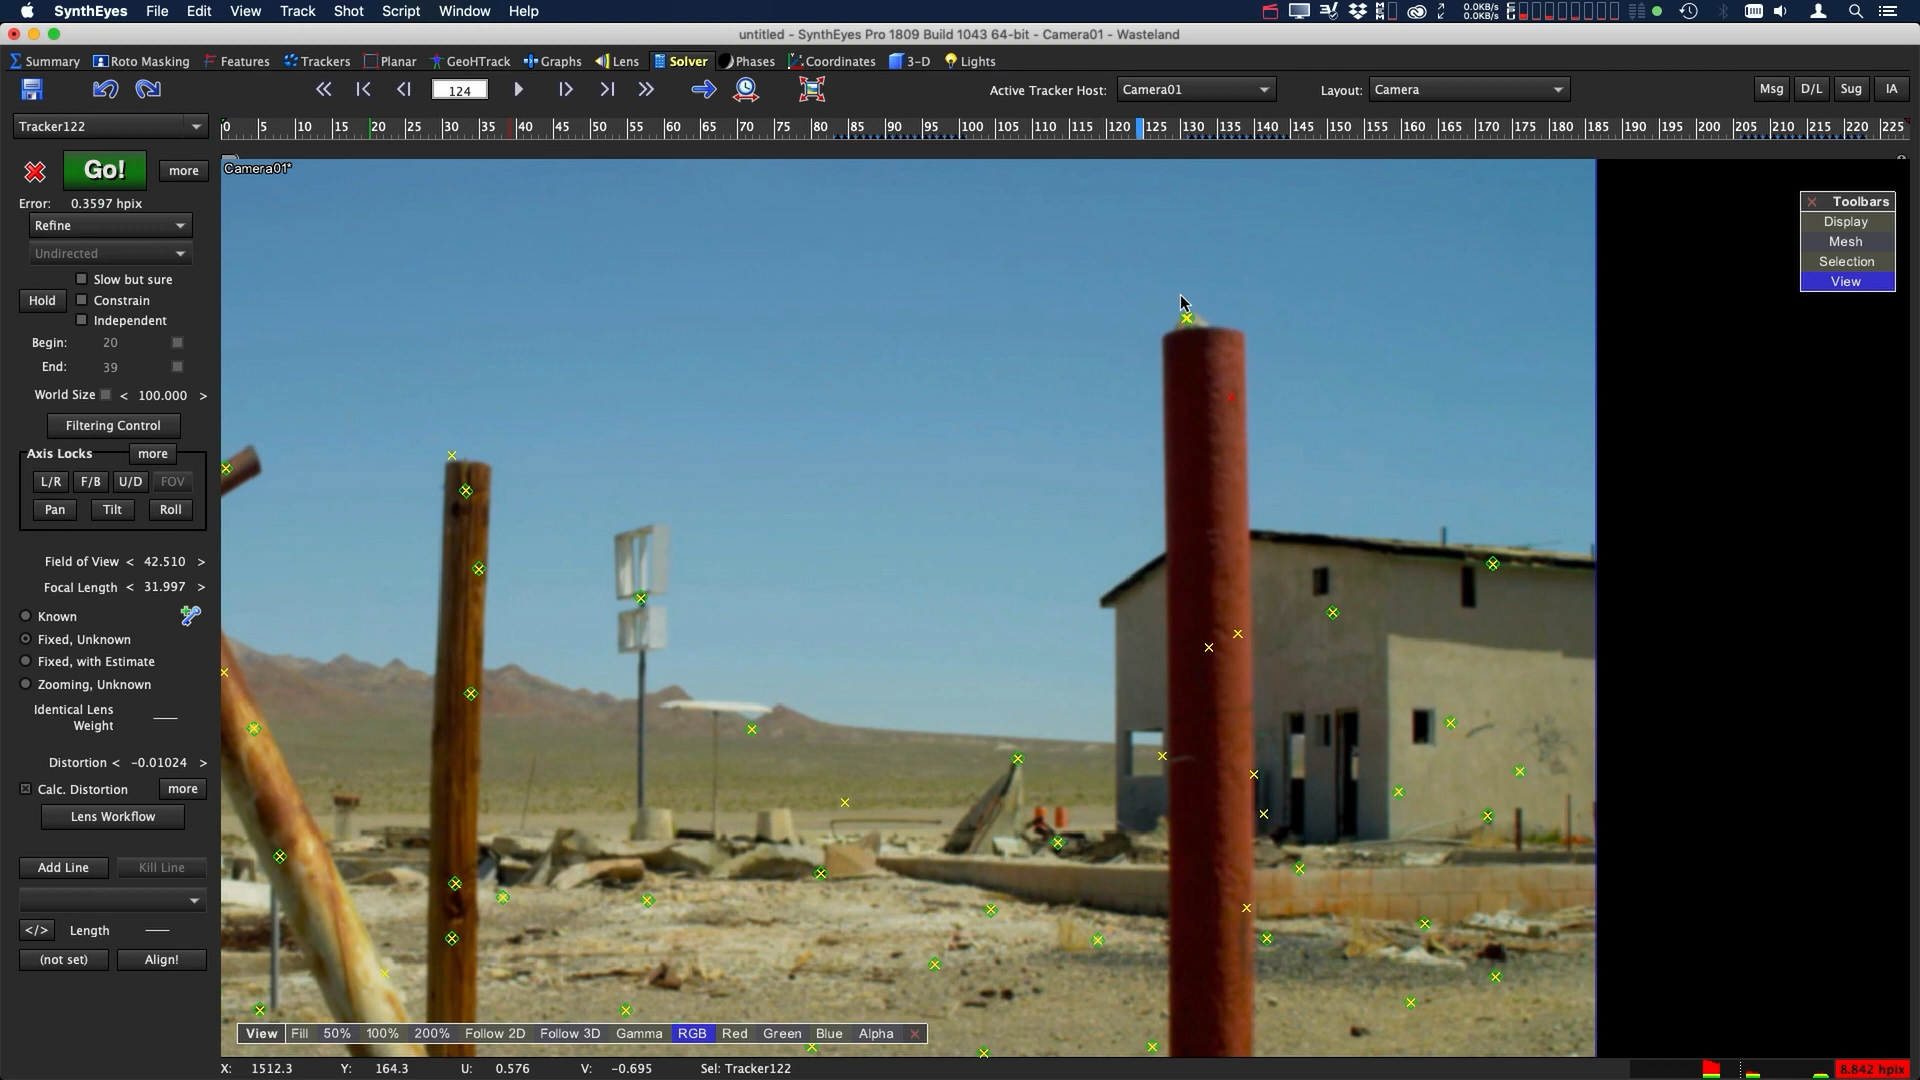 SynthEyes File Edit View Track Shot Script Window Help 0.0KB/s 0.0KB/s
untitled - SynthEyes Pro 1809 Build 1043 64-bit - Camera01 - Wasteland
Summary Roto Masking Features Trackers Planar GeoHTrack Graphs Lens Solver Phases Coordinates 3-D Lights
124 Active Tracker Host: Camera01 Layout: Camera Msg D/L Sug IA
Tracker122 0 5 10 15 20 25 30 35 40 45 50 55 60 65 70 75 80 85 90 95 100 105 110 115 120 125 130 135 140 145 150 155 160 165 170 175 180 185 190 195 200 205 210 215 220 225
Go! more
Camera01*
Error: 0.3597 hpix
Refine
Undirected
Slow but sure
Hold Constrain
Independent
Begin: 20
End: 39
World Size < 100.000 >
Filtering Control
Axis Locks more
L/R F/B U/D FOV
Pan Tilt Roll
Field of View < 42.510 >
Focal Length < 31.997 >
Known
Fixed, Unknown
Fixed, with Estimate
Zooming, Unknown
Identical Lens
Weight
Distortion < -0.01024 >
Calc. Distortion more
Lens Workflow
Add Line Kill Line
</> Length
(not set) Align!
Toolbars
Display
Mesh
Selection
View
View Fill 50% 100% 200% Follow 2D Follow 3D Gamma RGB Red Green Blue Alpha
X: 1512.3 Y: 164.3 U: 0.576 V: -0.695 Sel: Tracker122 8.842 hpix